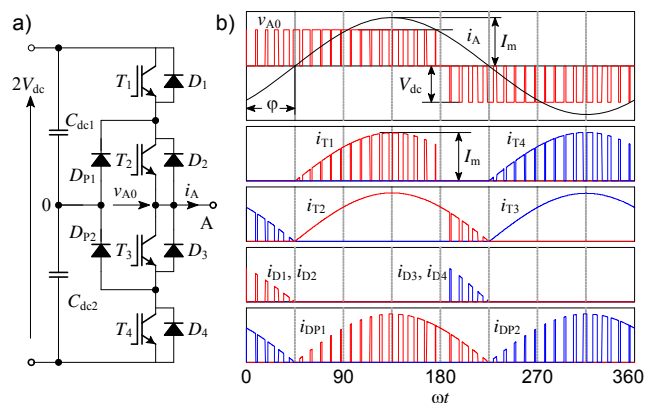 a)
2Vdc
Cdc1
Cdc2
0
DP1
DP2
T1
T2
T3
T4
D1
D2
D3
D4
vA0
iA
A
b)
vA0
iA
Im
Vdc
φ
iT1
Im
iT4
iT2
iT3
iD1, iD2
iD3, iD4
iDP1
iDP2
0 90 180 270 360
ωt